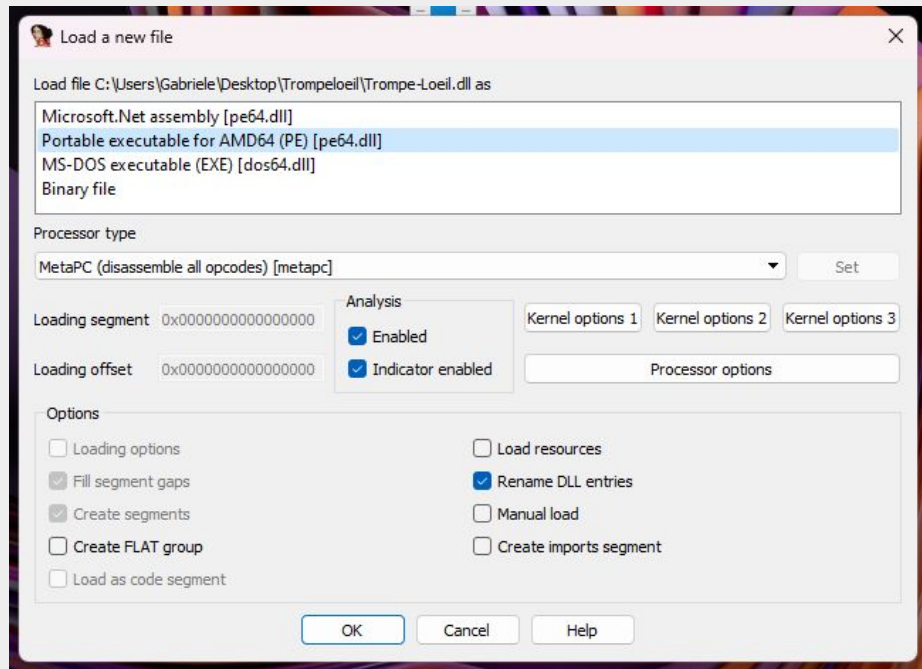 Load a new file
Load file C:\Users\Gabriele\Desktop\Trompeloeil\Trompe-Loeil.dll as
Microsoft.Net assembly [pe64.dll]
Portable executable for AMD64 (PE) [pe64.dll]
MS-DOS executable (EXE) [dos64.dll]
Binary file
Processor type
MetaPC (disassemble all opcodes) [metapc]
Set
Loading segment 0x0000000000000000
Loading offset 0x0000000000000000
Analysis
Enabled
Indicator enabled
Kernel options 1 Kernel options 2 Kernel options 3
Processor options
Options
Loading options
Fill segment gaps
Create segments
Create FLAT group
Load as code segment
Load resources
Rename DLL entries
Manual load
Create imports segment
OK Cancel Help